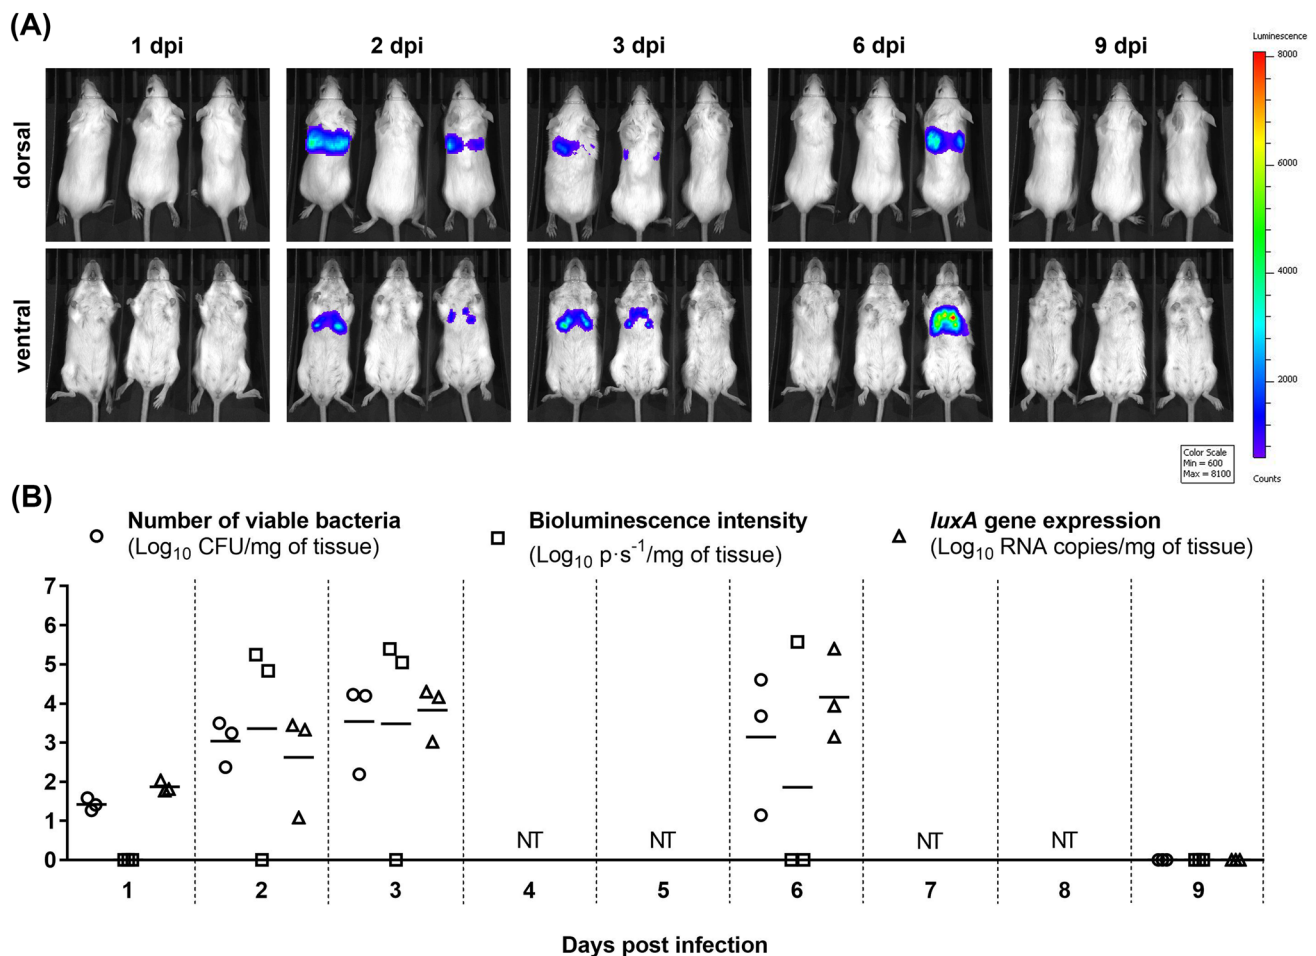 (A)
1 dpi 2 dpi 3 dpi 6 dpi 9 dpi
Luminescence
8000
6000
4000
2000
dorsal
ventral
Color Scale
Min = 600
Max = 8100
Counts
(B)
Number of viable bacteria
(Log₁₀ CFU/mg of tissue)
Bioluminescence intensity
(Log₁₀ p·s⁻¹/mg of tissue)
luxA gene expression
(Log₁₀ RNA copies/mg of tissue)
7
6
5
4
3
2
1
0
NT NT NT NT
1 2 3 4 5 6 7 8 9
Days post infection